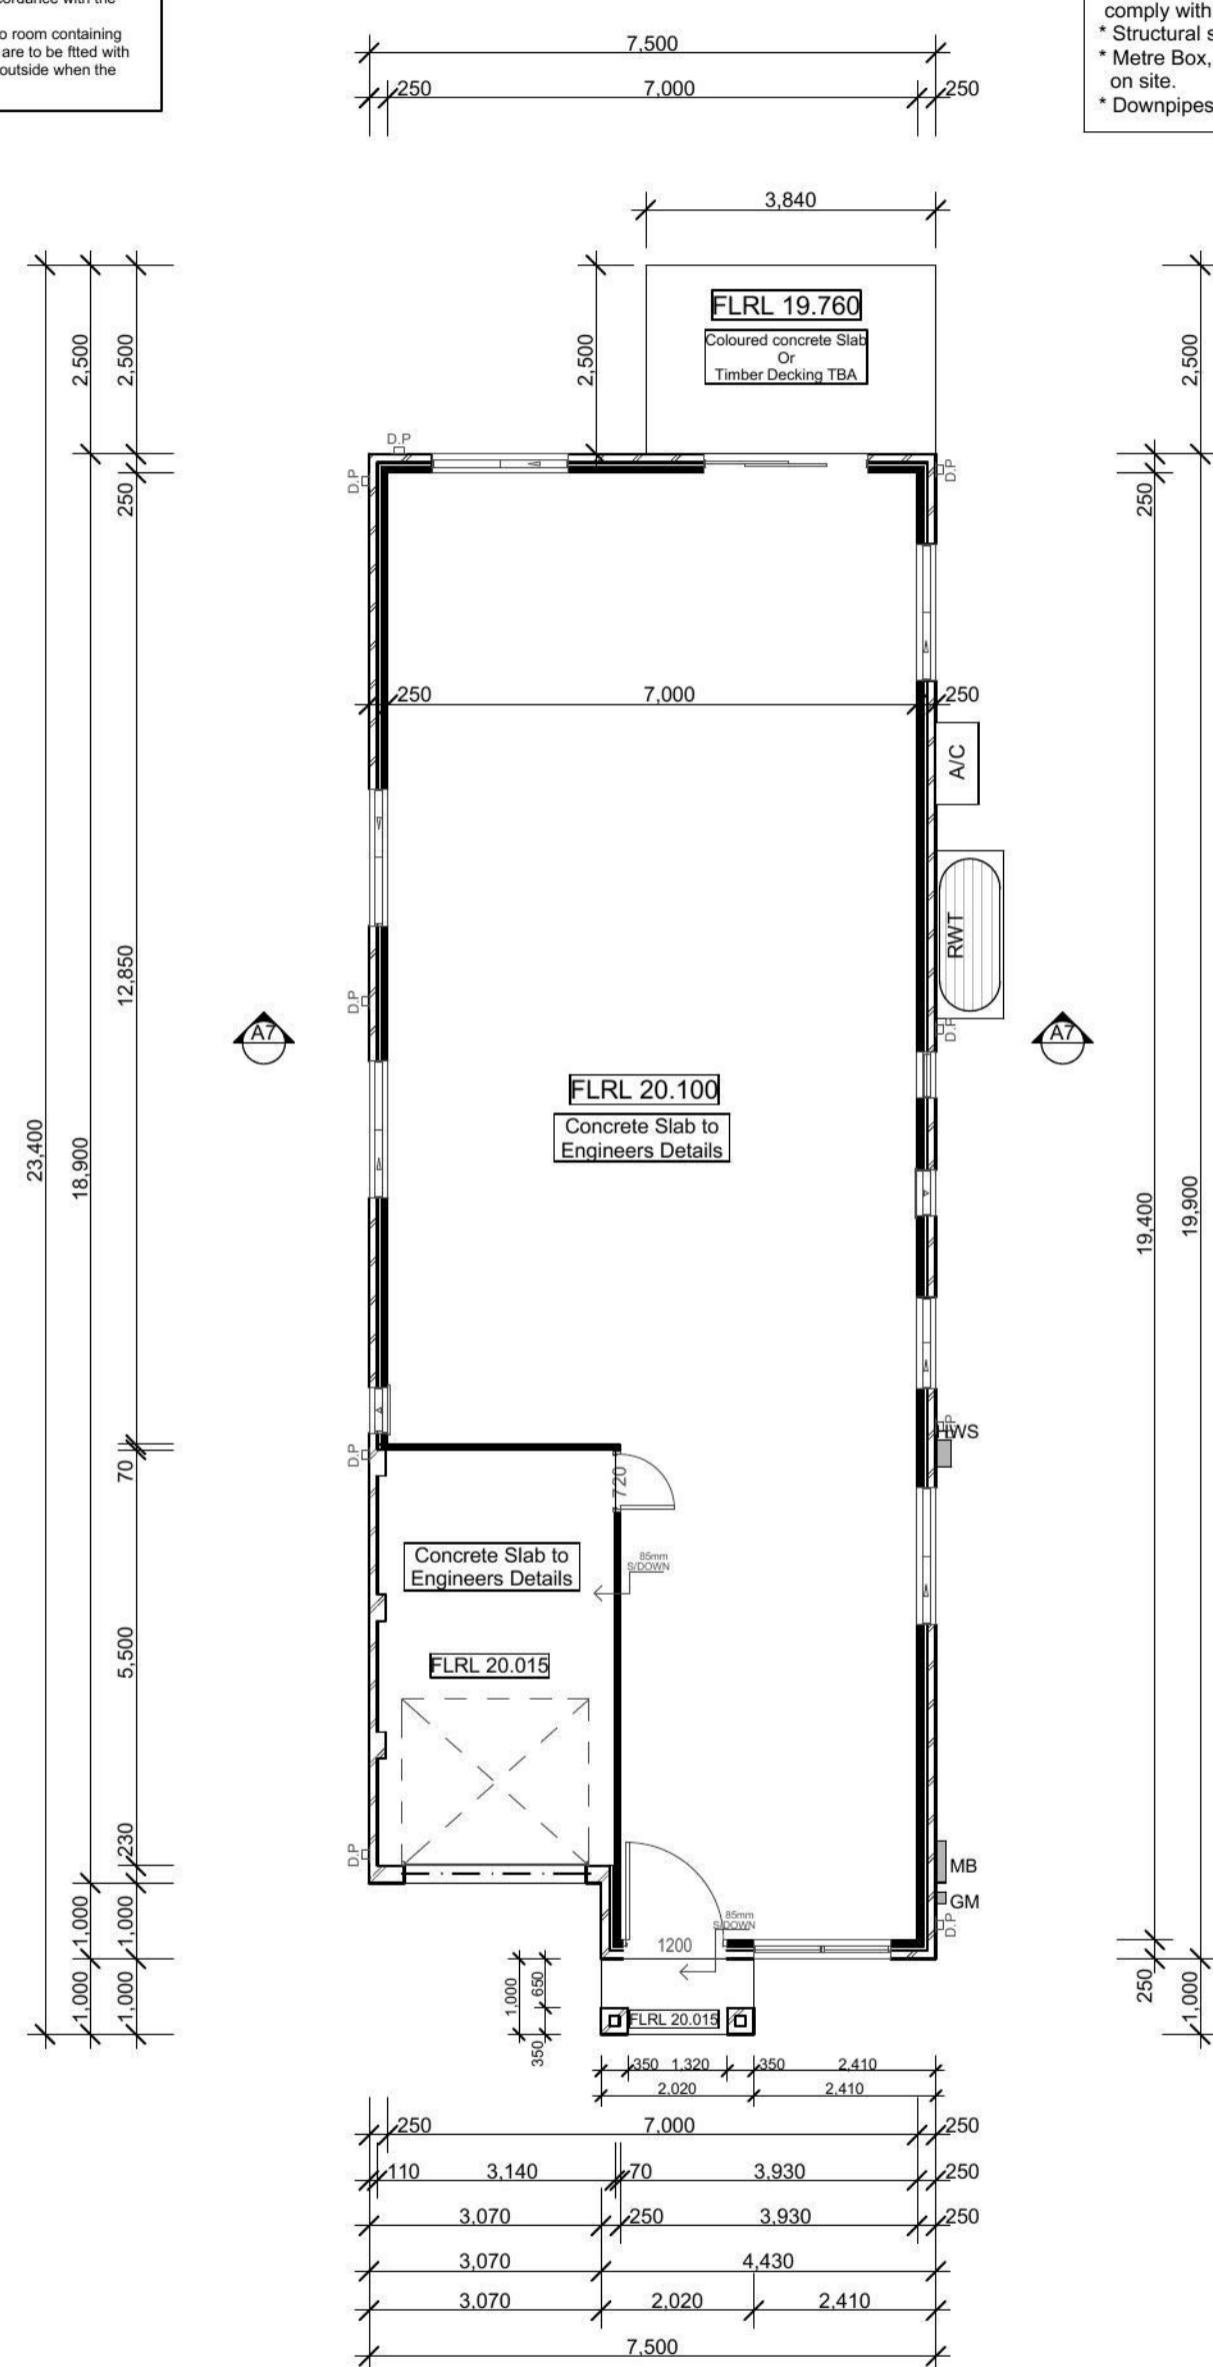 cordance with the
o room containing
are to be ftted with
outside when the
comply with
* Structural s
* Metre Box,
on site.
* Downpipes
7,500
250 7,000 250
3,840
2,500
2,500
2,500
2,500
FLRL 19.760
Coloured concrete Slab
Or
Timber Decking TBA
D.P
D.P
D.P
250
250
250 7,000 250
A/C
RWT
12,850
D.P
D.P
A7
A7
FLRL 20.100
Concrete Slab to
Engineers Details
23,400
18,900
19,400
19,900
HWS
D.P
70
720
Concrete Slab to
Engineers Details
85mm
S/DOWN
5,500
FLRL 20.015
230
D.P
MB
GM
D.P
85mm
S/DOWN
1200
1,000
1,000
1,000
1,000
1,000
650
350
FLRL 20.015
250
1,000
350 1,320 350 2,410
2,020 2,410
250 7,000 250
110 3,140 70 3,930 250
3,070 250 3,930 250
3,070 4,430
3,070 2,020 2,410
7,500